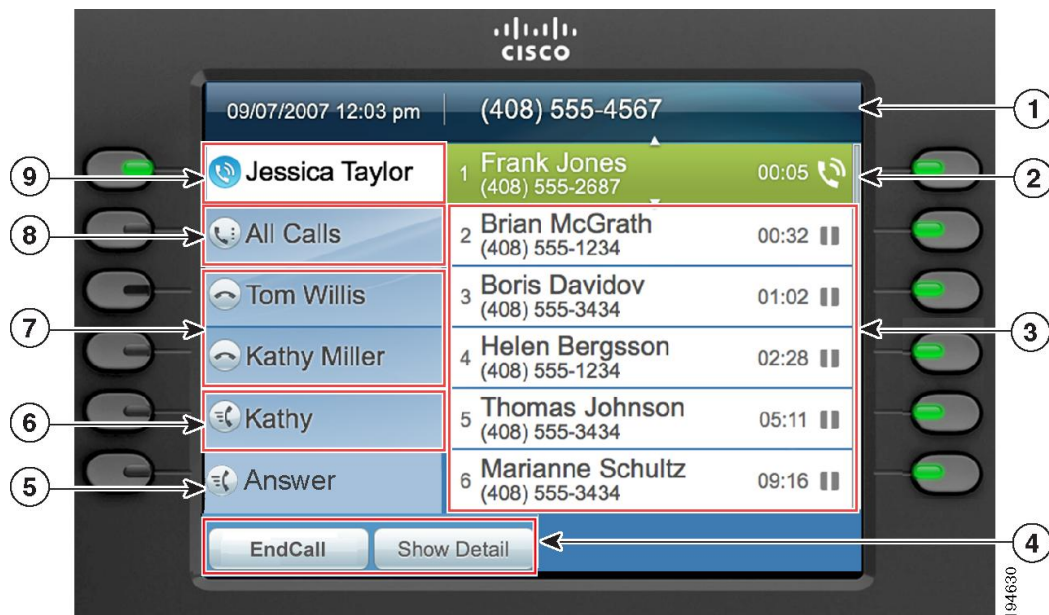 CISCO
09/07/2007 12:03 pm (408) 555-4567
1
9
Jessica Taylor
1 Frank Jones
(408) 555-2687
00:05
2
8
All Calls
2 Brian McGrath
(408) 555-1234
00:32
Tom Willis
3 Boris Davidov
(408) 555-3434
01:02
7
3
Kathy Miller
4 Helen Bergsson
(408) 555-1234
02:28
6
Kathy
5 Thomas Johnson
(408) 555-3434
05:11
5
Answer
6 Marianne Schultz
(408) 555-3434
09:16
EndCall Show Detail
4
194630